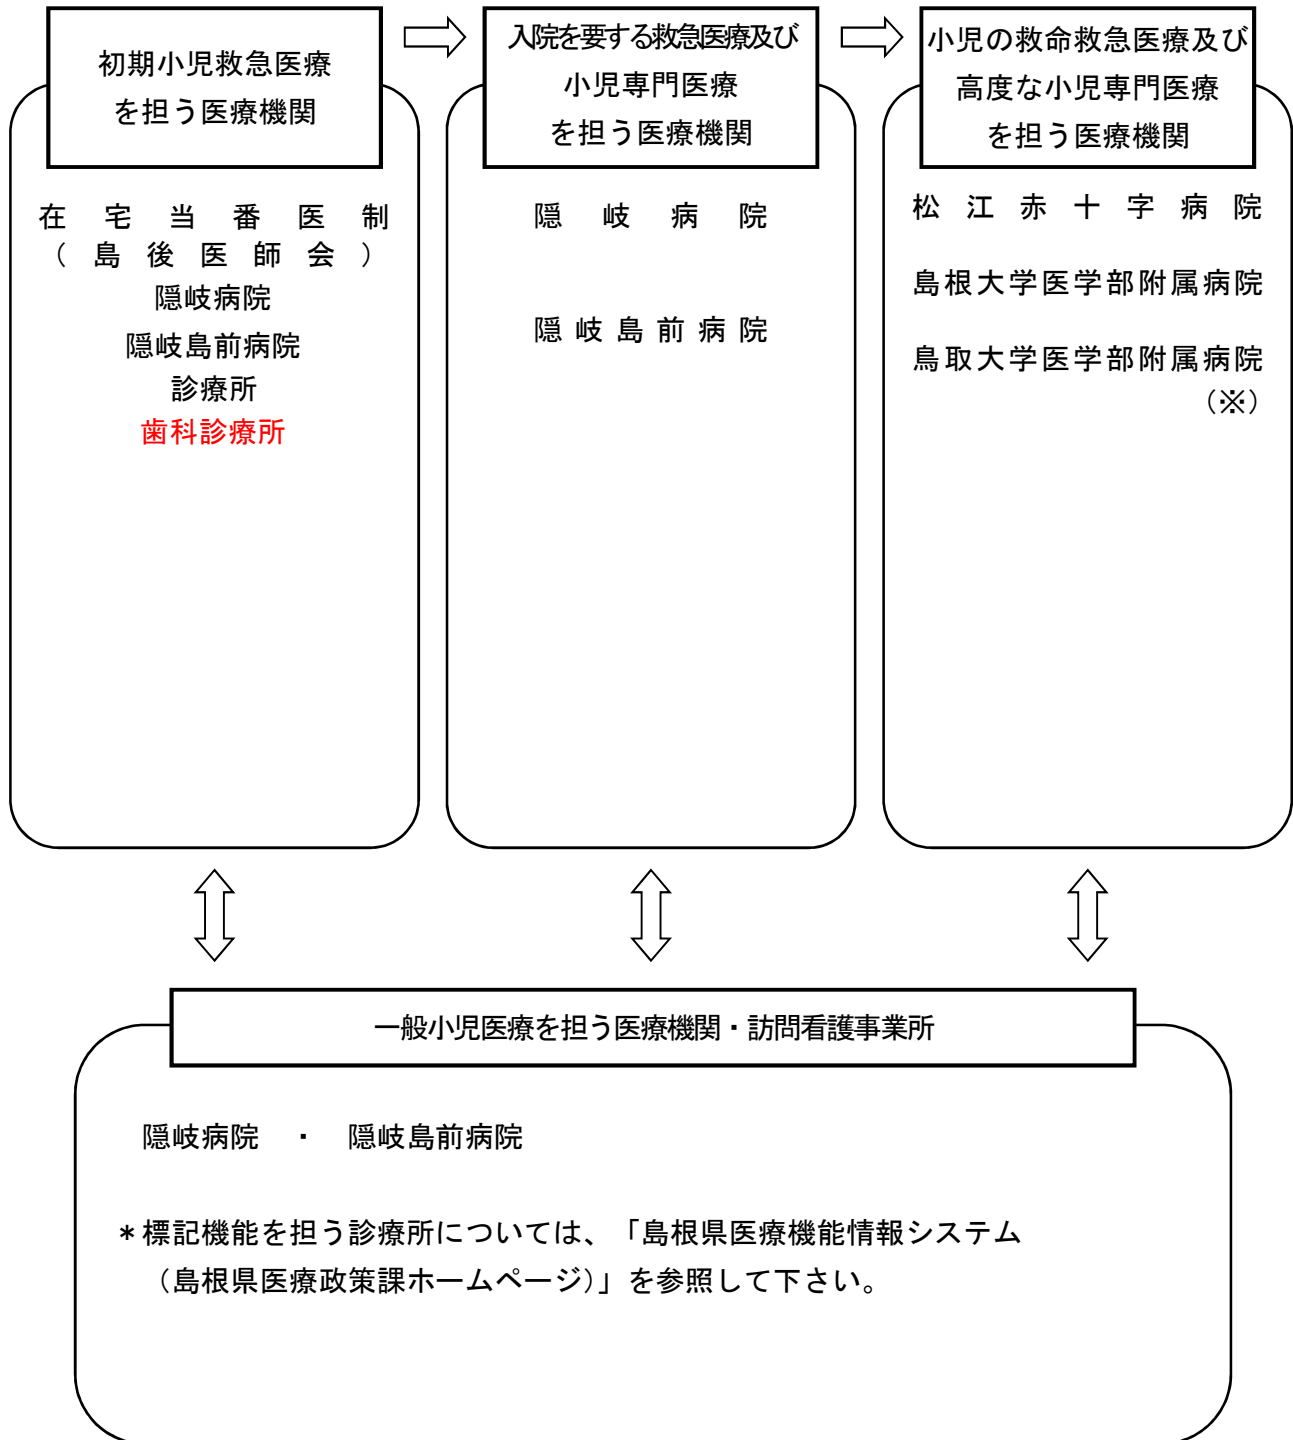 初期小児救急医療
を担う医療機関
在宅当番医制
（島後医師会）
隠岐病院
隠岐島前病院
診療所
歯科診療所
入院を要する救急医療及び
小児専門医療
を担う医療機関
隠岐病院
隠岐島前病院
小児の救命救急医療及び
高度な小児専門医療
を担う医療機関
松江赤十字病院
島根大学医学部附属病院
鳥取大学医学部附属病院
（※）
一般小児医療を担う医療機関・訪問看護事業所
隠岐病院　・　隠岐島前病院
＊標記機能を担う診療所については、「島根県医療機能情報システム
（島根県医療政策課ホームページ）」を参照して下さい。